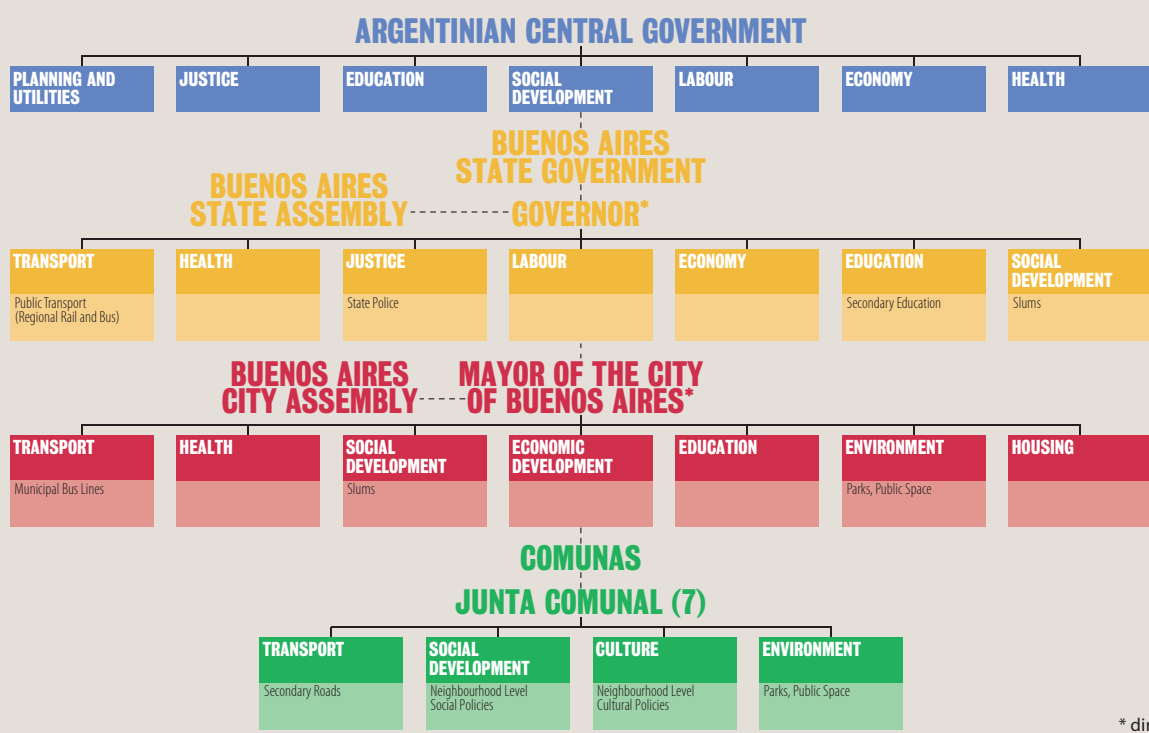 ARGENTINIAN CENTRAL GOVERNMENT
PLANNING AND
UTILITIES
JUSTICE
EDUCATION
SOCIAL
DEVELOPMENT
LABOUR
ECONOMY
HEALTH
BUENOS AIRES
STATE GOVERNMENT
BUENOS AIRES
STATE ASSEMBLY
GOVERNOR*
TRANSPORT
Public Transport
(Regional Rail and Bus)
HEALTH
JUSTICE
State Police
LABOUR
ECONOMY
EDUCATION
Secondary Education
SOCIAL
DEVELOPMENT
Slums
BUENOS AIRES
CITY ASSEMBLY
MAYOR OF THE CITY
OF BUENOS AIRES*
TRANSPORT
Municipal Bus Lines
HEALTH
SOCIAL
DEVELOPMENT
Slums
ECONOMIC
DEVELOPMENT
EDUCATION
ENVIRONMENT
Parks, Public Space
HOUSING
COMUNAS
JUNTA COMUNAL (7)
TRANSPORT
Secondary Roads
SOCIAL
DEVELOPMENT
Neighbourhood Level
Social Policies
CULTURE
Neighbourhood Level
Cultural Policies
ENVIRONMENT
Parks, Public Space
*